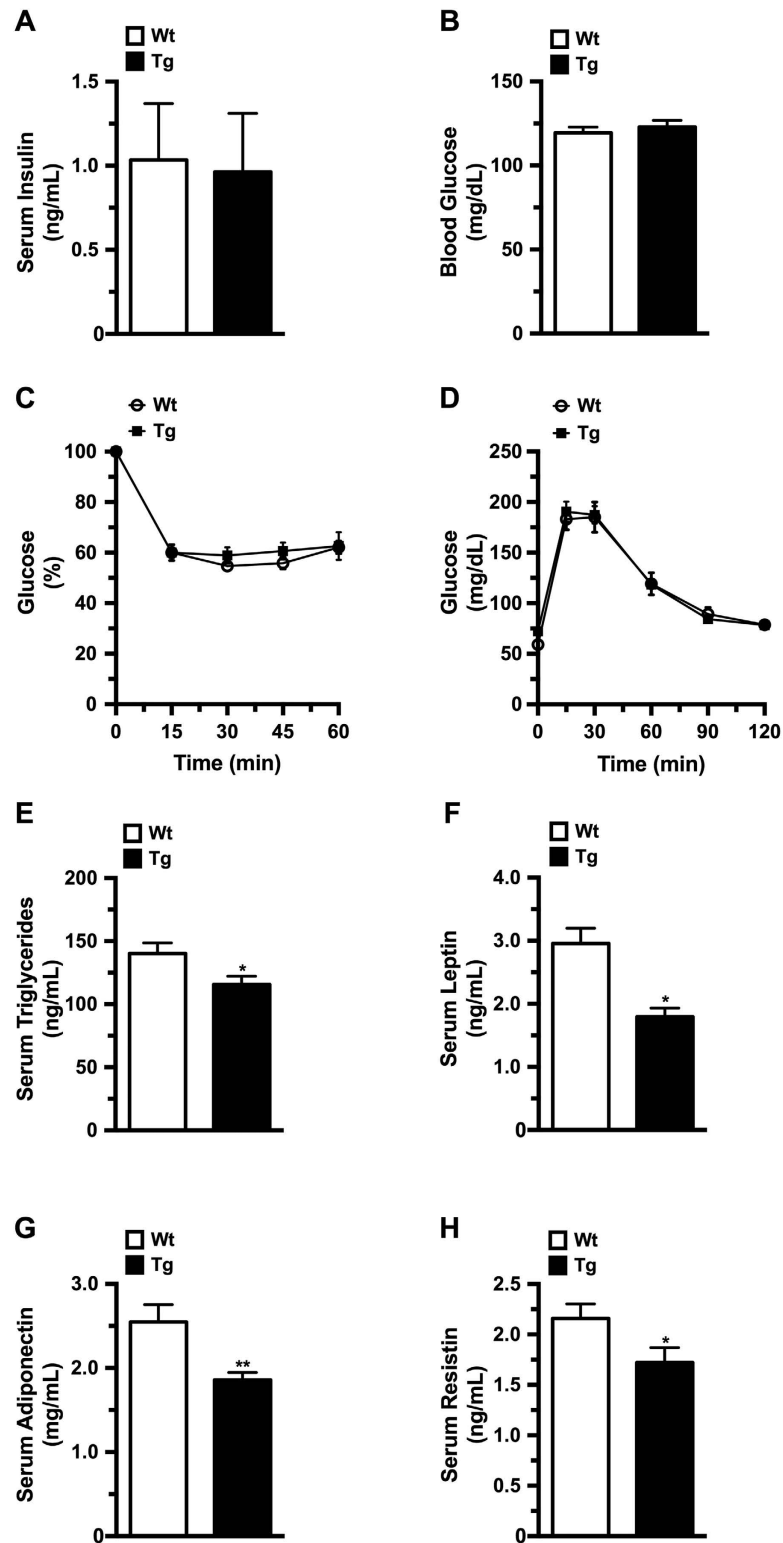 A
Wt
Tg
Serum Insulin
(ng/mL)
1.5
1.0
0.5
0
B
Wt
Tg
Blood Glucose
(mg/dL)
150
100
50
0
C
Wt
Tg
Glucose
(%)
100
80
60
40
20
0
0 15 30 45 60
Time (min)
D
Wt
Tg
Glucose
(mg/dL)
250
200
150
100
50
0
0 30 60 90 120
Time (min)
E
Wt
Tg
Serum Triglycerides
(ng/mL)
200
150
100
50
0
*
F
Wt
Tg
Serum Leptin
(ng/mL)
4.0
3.0
2.0
1.0
0
*
G
Wt
Tg
Serum Adiponectin
(mg/mL)
3.0
2.0
1.0
0
**
H
Wt
Tg
Serum Resistin
(ng/mL)
2.5
2.0
1.5
1.0
0.5
0
*